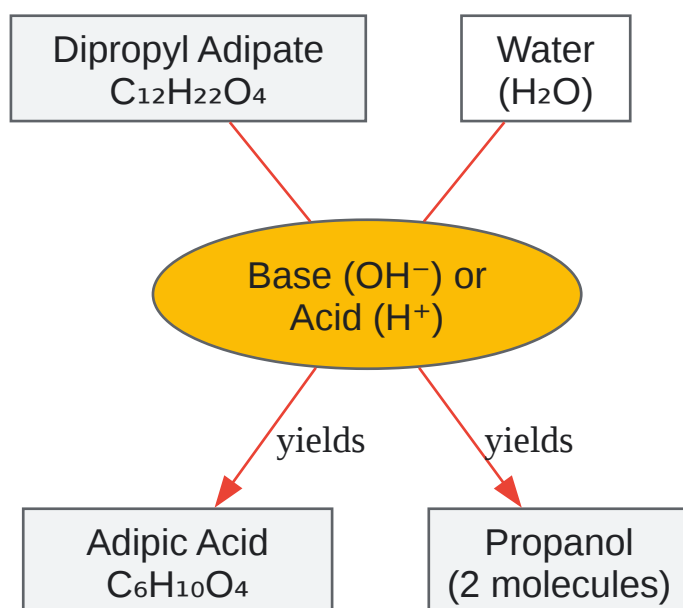 Dipropyl Adipate
C₁₂H₂₂O₄
Water
(H₂O)
Base (OH⁻) or
Acid (H⁺)
yields
yields
Adipic Acid
C₆H₁₀O₄
Propanol
(2 molecules)